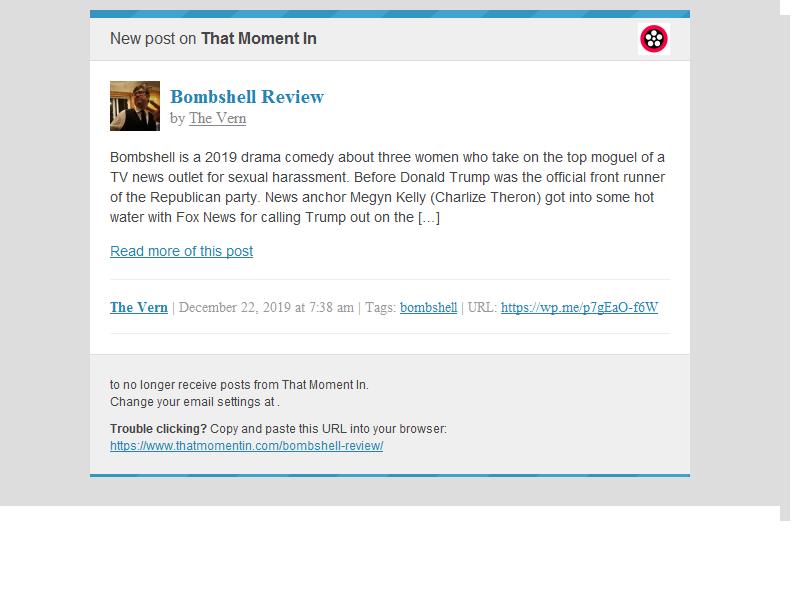 New post on That Moment In
Bombshell Review
by The Vern
Bombshell is a 2019 drama comedy about three women who take on the top moguel of a
TV news outlet for sexual harassment. Before Donald Trump was the official front runner
of the Republican party. News anchor Megyn Kelly (Charlize Theron) got into some hot
water with Fox News for calling Trump out on the […]
Read more of this post
The Vern | December 22, 2019 at 7:38 am | Tags: bombshell | URL: https://wp.me/p7gEaO-f6W
to no longer receive posts from That Moment In.
Change your email settings at .
Trouble clicking? Copy and paste this URL into your browser:
https://www.thatmomentin.com/bombshell-review/